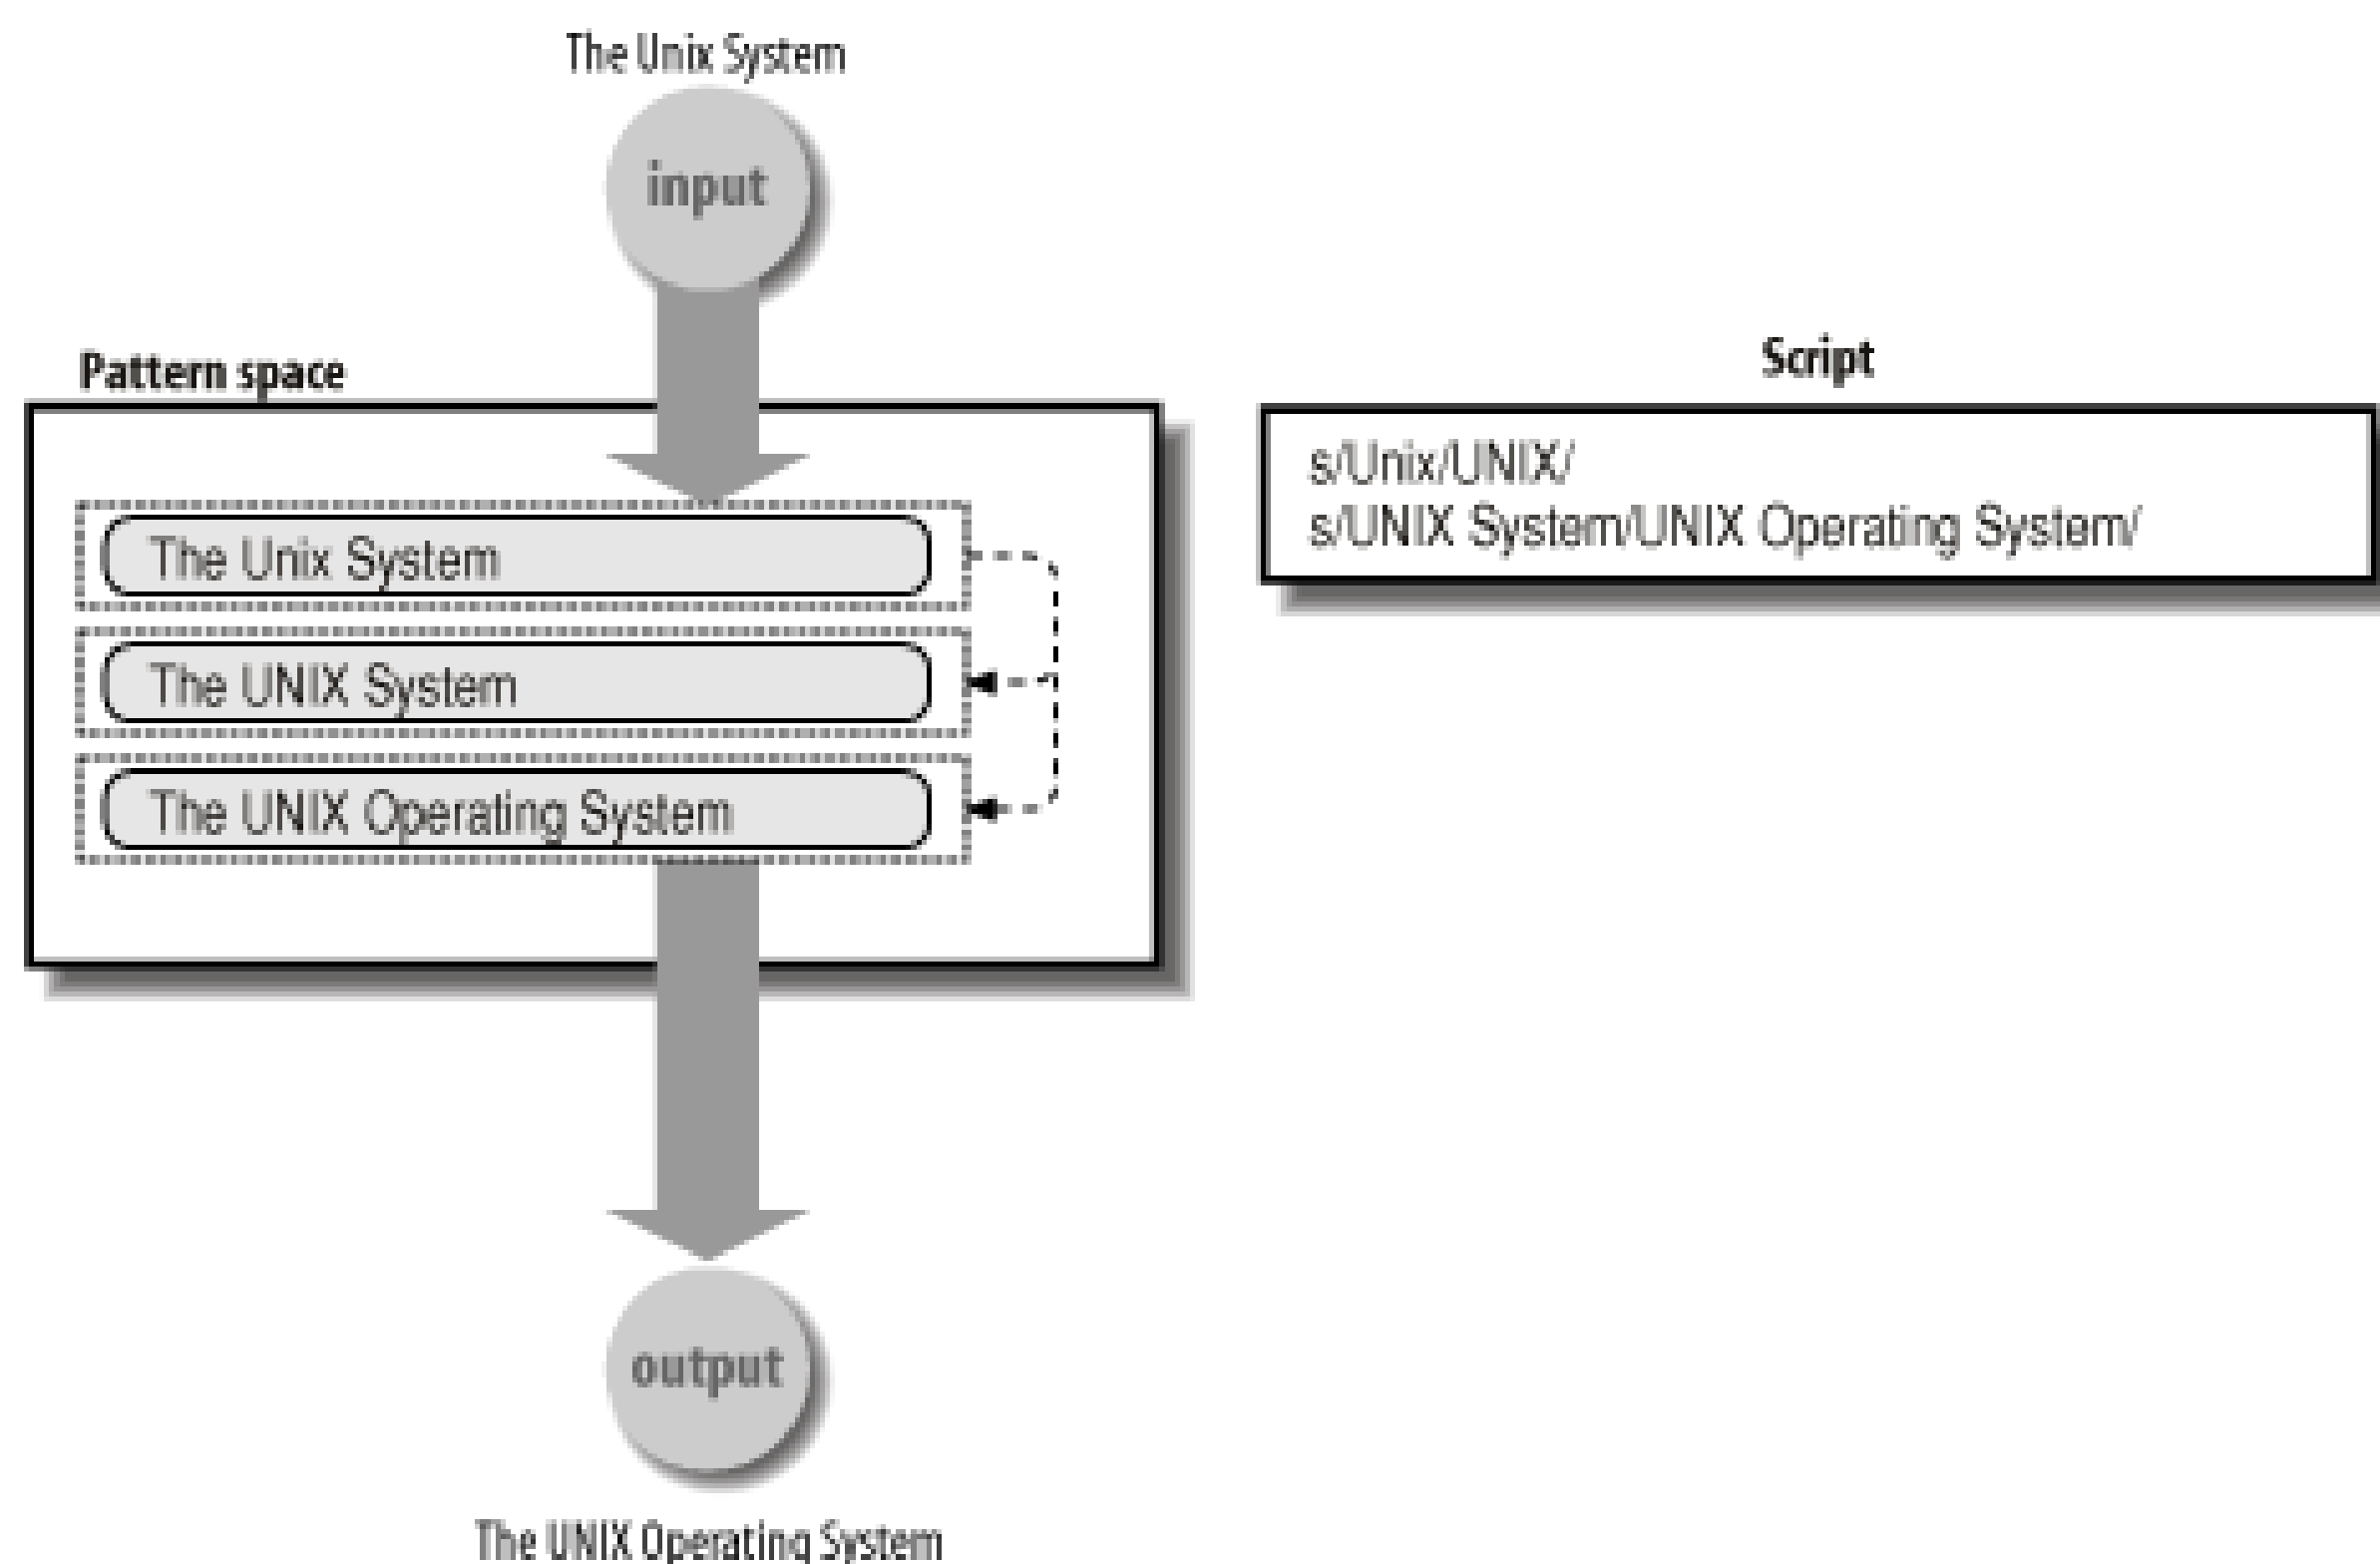 The Unix System
input
Pattern space
The Unix System
The UNIX System
The UNIX Operating System
Script
s/Unix/UNIX/
s/UNIX System/UNIX Operating System/
output
The UNIX Operating System